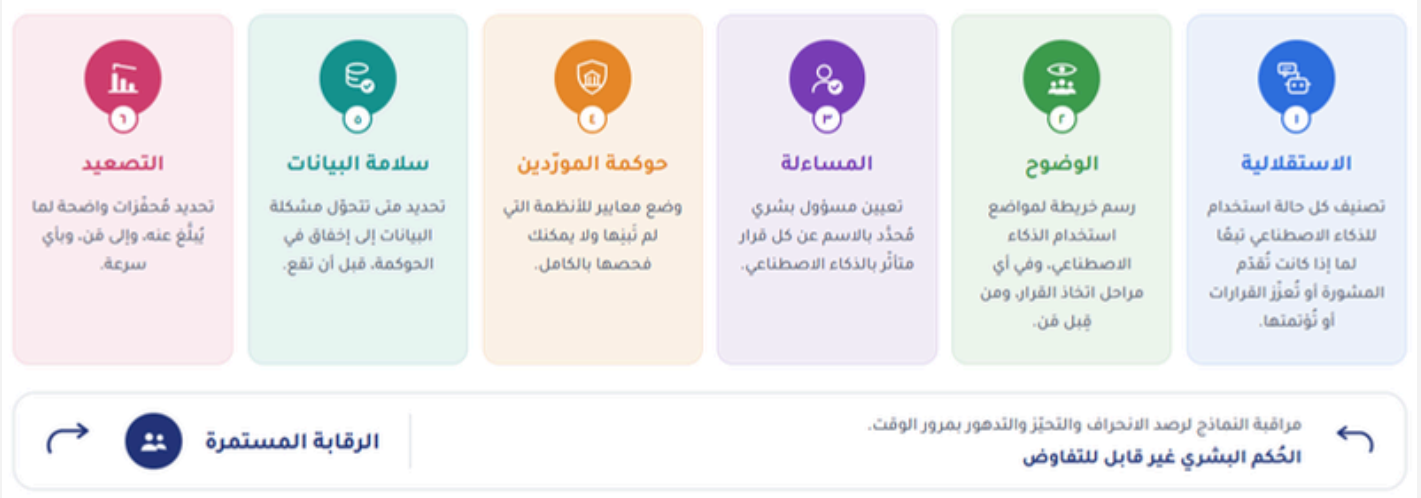 ١
الاستقلالية
تصنيف كل حالة استخدام
للذكاء الاصطناعي تبعًا
لما إذا كانت تُقدّم
المشورة أو تُعزّز القرارات
أو تُؤتمتها.
٢
الوضوح
رسم خريطة لمواضع
استخدام الذكاء
الاصطناعي، وفي أي
مراحل اتخاذ القرار، ومن
قِبل مَن.
٣
المساءلة
تعيين مسؤول بشري
مُحدَّد بالاسم عن كل قرار
متأثّر بالذكاء الاصطناعي.
٤
حوكمة المورّدين
وضع معايير للأنظمة التي
لم تَبنِها ولا يمكنك
فحصها بالكامل.
٥
سلامة البيانات
تحديد متى تتحوّل مشكلة
البيانات إلى إخفاق في
الحوكمة، قبل أن تقع.
٦
التصعيد
تحديد مُحفّزات واضحة لما
يُبلَّغ عنه، وإلى مَن، وبأي
سرعة.
مراقبة النماذج لرصد الانحراف والتحيّز والتدهور بمرور الوقت.
الحُكم البشري غير قابل للتفاوض
الرقابة المستمرة